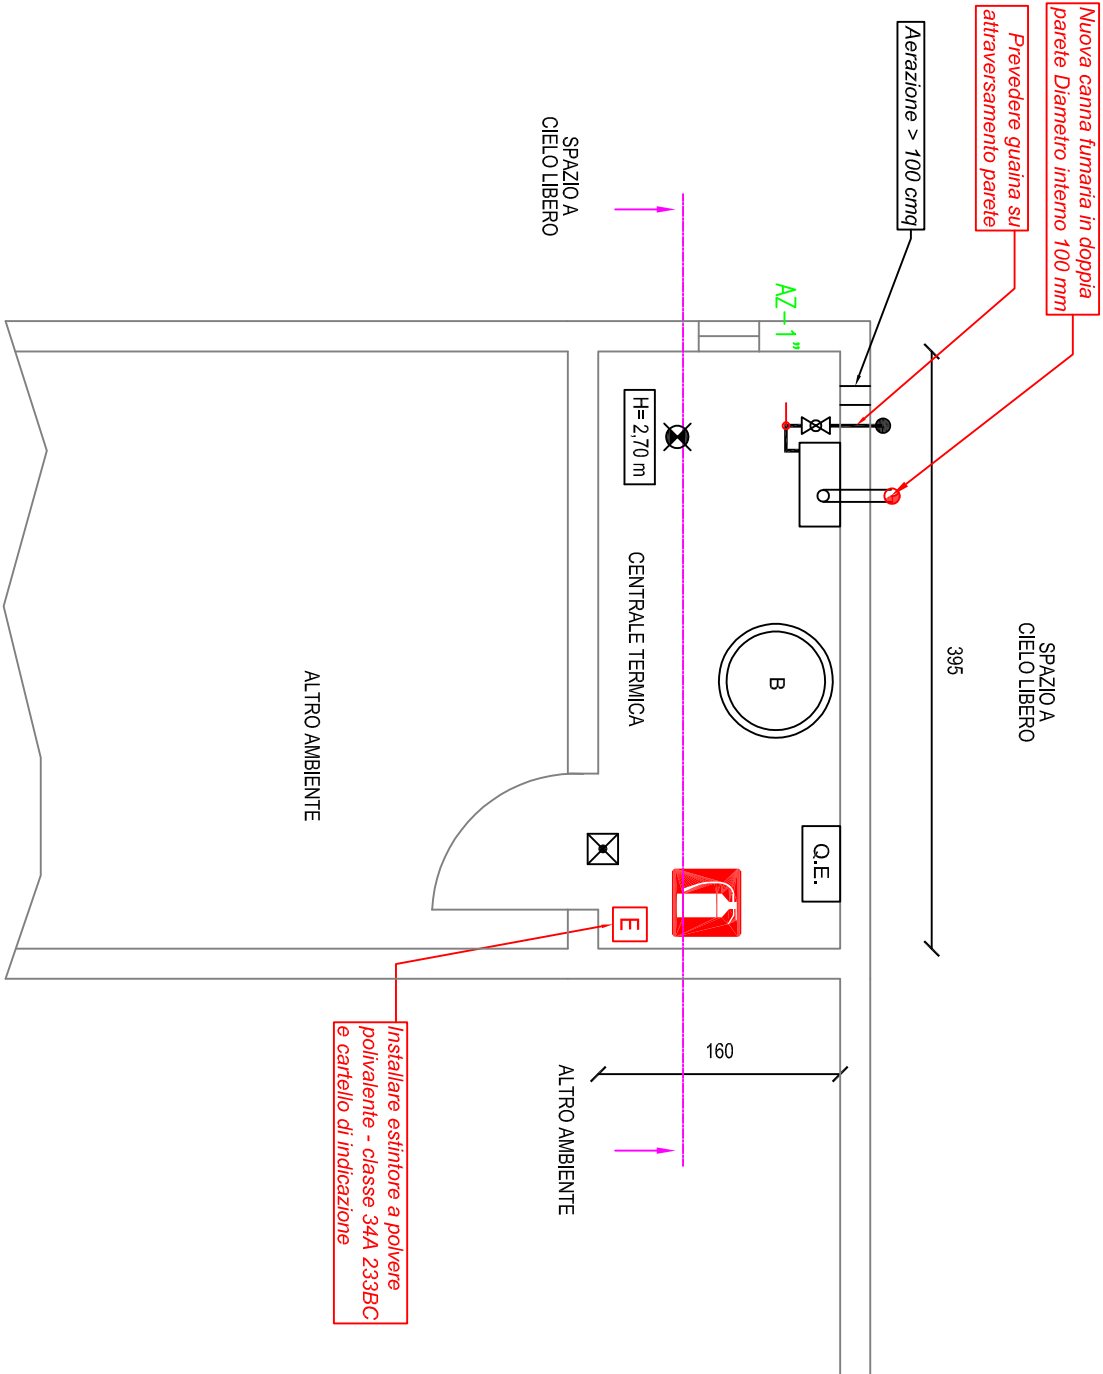 Nuova canna fumaria in doppia
parete Diametro interno 100 mm
Prevedere guaina su
attraversamento parete
Aerazione > 100 cmq
SPAZIO A
CIELO LIBERO
SPAZIO A
CIELO LIBERO
395
AZ-1"
H= 2,70 m
CENTRALE TERMICA
B
Q.E.
E
160
ALTRO AMBIENTE
ALTRO AMBIENTE
Installare estintore a polvere
polivalente - classe 34A 233BC
e cartello di indicazione